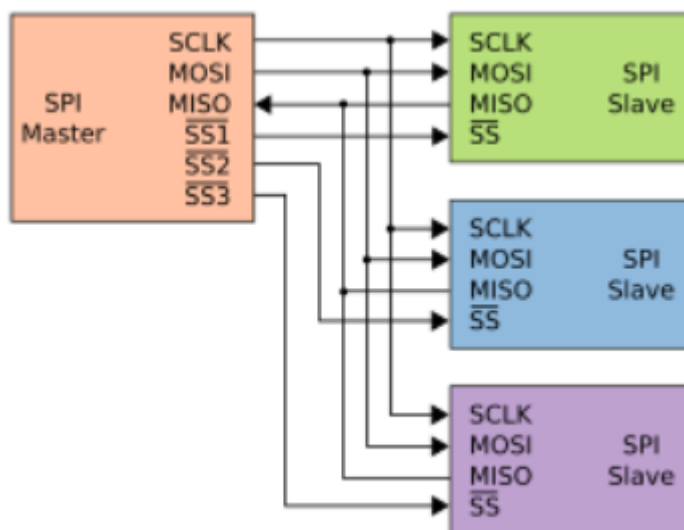 SCLK
MOSI
MISO
SS1
SS2
SS3
SPI
Master
SCLK
MOSI
MISO
SS
SPI
Slave
SCLK
MOSI
MISO
SS
SPI
Slave
SCLK
MOSI
MISO
SS
SPI
Slave